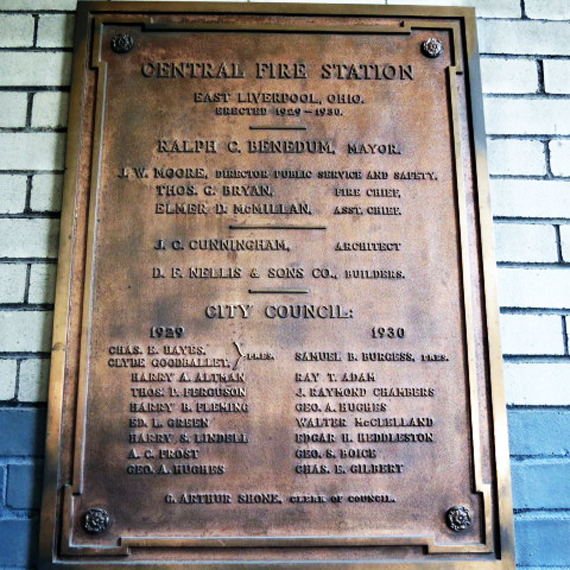 CENTRAL FIRE STATION
EAST LIVERPOOL, OHIO.
ERECTED 1929-1930.
RALPH C. BENEDUM, MAYOR.
J. W. MOORE, DIRECTOR PUBLIC SERVICE AND SAFETY.
THOS. G. BRYAN, FIRE CHIEF,
ELMER D. McMILLAN, ASST. CHIEF.
J. C. CUNNINGHAM, ARCHITECT
D. F. NELLIS & SONS CO., BUILDERS.
CITY COUNCIL:
1929 1930
CHAS. E. HAYES.
CLYDE GOODBALLET, } PRES. SAMUEL B. BURGESS, PRES.
HARRY A. ALTMAN RAY T. ADAM
THOS. D. FERGUSON J. RAYMOND CHAMBERS
HARRY B. FLEMING GEO. A. HUGHES
ED. L. GREEN WALTER McCLELLAND
HARRY S. LINDELL EDGAR H. HEDDLESTON
A. C. FROST GEO. S. BOICE
GEO. A. HUGHES CHAS. E. GILBERT
G. ARTHUR SHONE, CLERK OF COUNCIL.